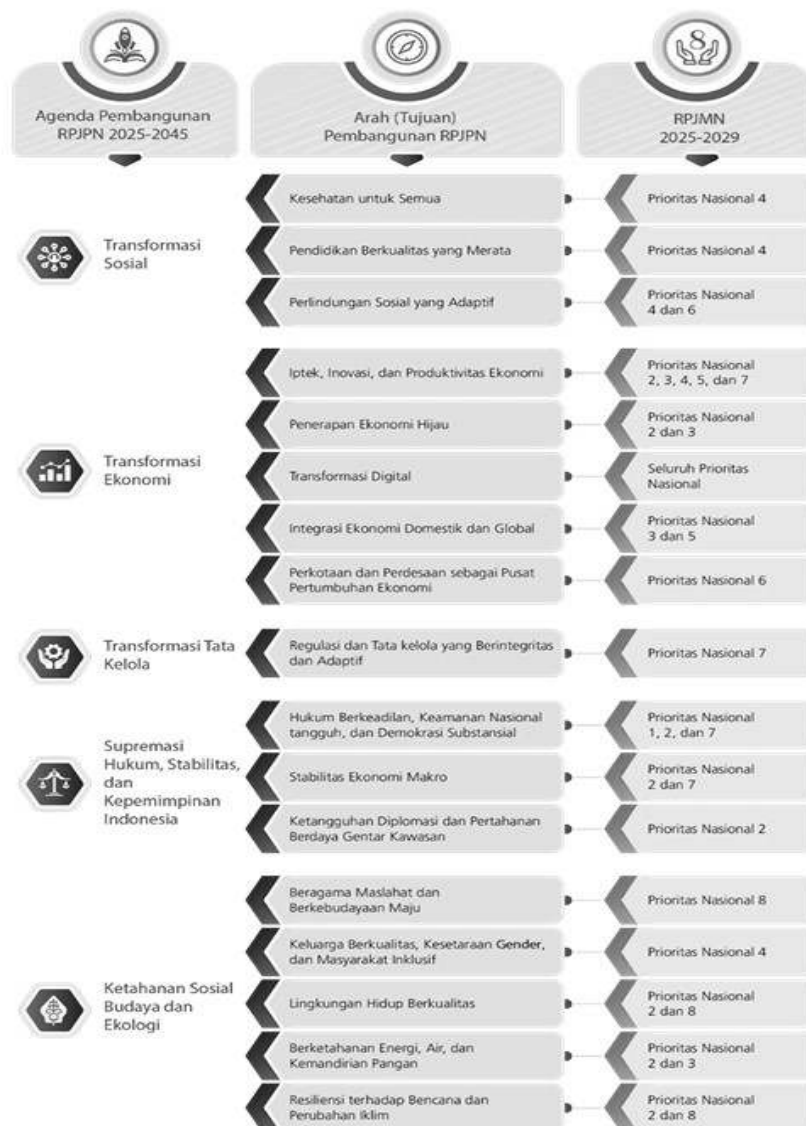 Agenda Pembangunan
RPJPN 2025-2045
Arah (Tujuan)
Pembangunan RPJPN
8
RPJMN
2025-2029
Transformasi
Sosial
Kesehatan untuk Semua
Prioritas Nasional 4
Pendidikan Berkualitas yang Merata
Prioritas Nasional 4
Perlindungan Sosial yang Adaptif
Prioritas Nasional
4 dan 6
Transformasi
Ekonomi
Iptek, Inovasi, dan Produktivitas Ekonomi
Prioritas Nasional
2, 3, 4, 5, dan 7
Penerapan Ekonomi Hijau
Prioritas Nasional
2 dan 3
Transformasi Digital
Seluruh Prioritas
Nasional
Integrasi Ekonomi Domestik dan Global
Prioritas Nasional
3 dan 5
Perkotaan dan Perdesaan sebagai Pusat
Pertumbuhan Ekonomi
Prioritas Nasional 6
Transformasi Tata
Kelola
Regulasi dan Tata kelola yang Berintegritas
dan Adaptif
Prioritas Nasional 7
Supremasi
Hukum, Stabilitas,
dan
Kepemimpinan
Indonesia
Hukum Berkeadilan, Keamanan Nasional
tangguh, dan Demokrasi Substansial
Prioritas Nasional
1, 2, dan 7
Stabilitas Ekonomi Makro
Prioritas Nasional
2 dan 7
Ketangguhan Diplomasi dan Pertahanan
Berdaya Gentar Kawasan
Prioritas Nasional 2
Ketahanan Sosial
Budaya dan
Ekologi
Beragama Maslahat dan
Berkebudayaan Maju
Prioritas Nasional 8
Keluarga Berkualitas, Kesetaraan Gender,
dan Masyarakat Inklusif
Prioritas Nasional 4
Lingkungan Hidup Berkualitas
Prioritas Nasional
2 dan 8
Berketahanan Energi, Air, dan
Kemandirian Pangan
Prioritas Nasional
2 dan 3
Resiliensi terhadap Bencana dan
Perubahan Iklim
Prioritas Nasional
2 dan 8